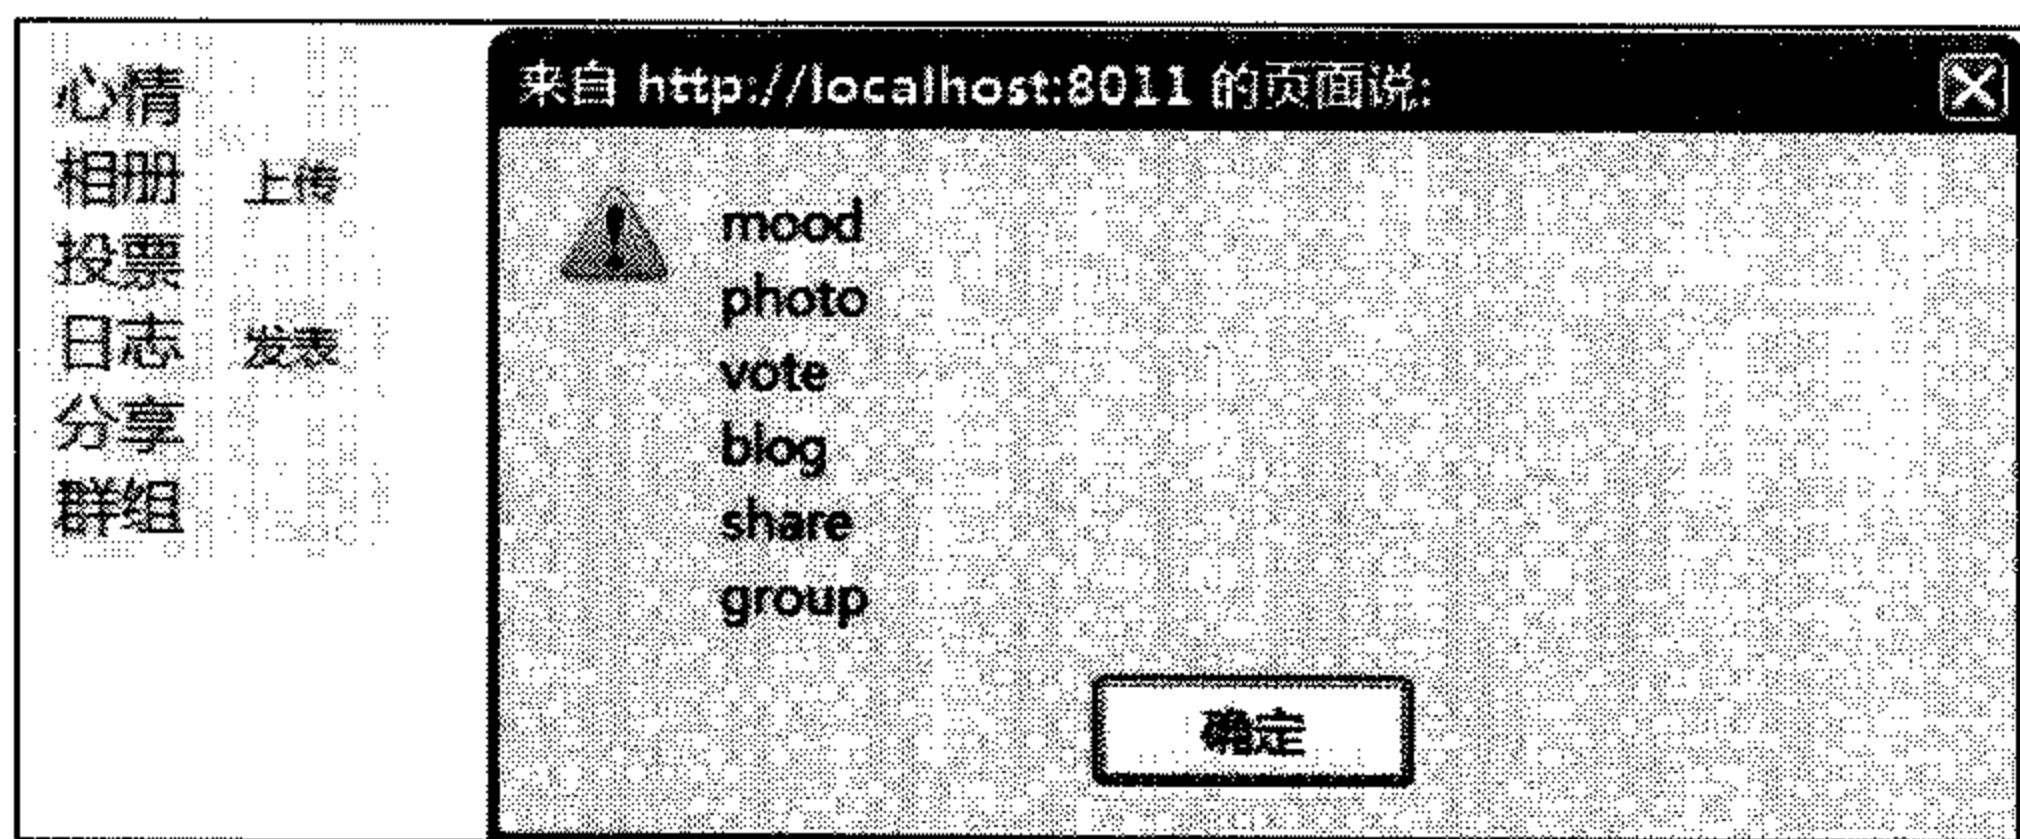 心情
相册 上传
投票
日志 发表
分享
群组
来自 http://localhost:8011 的页面说:
mood
photo
vote
blog
share
group
确定